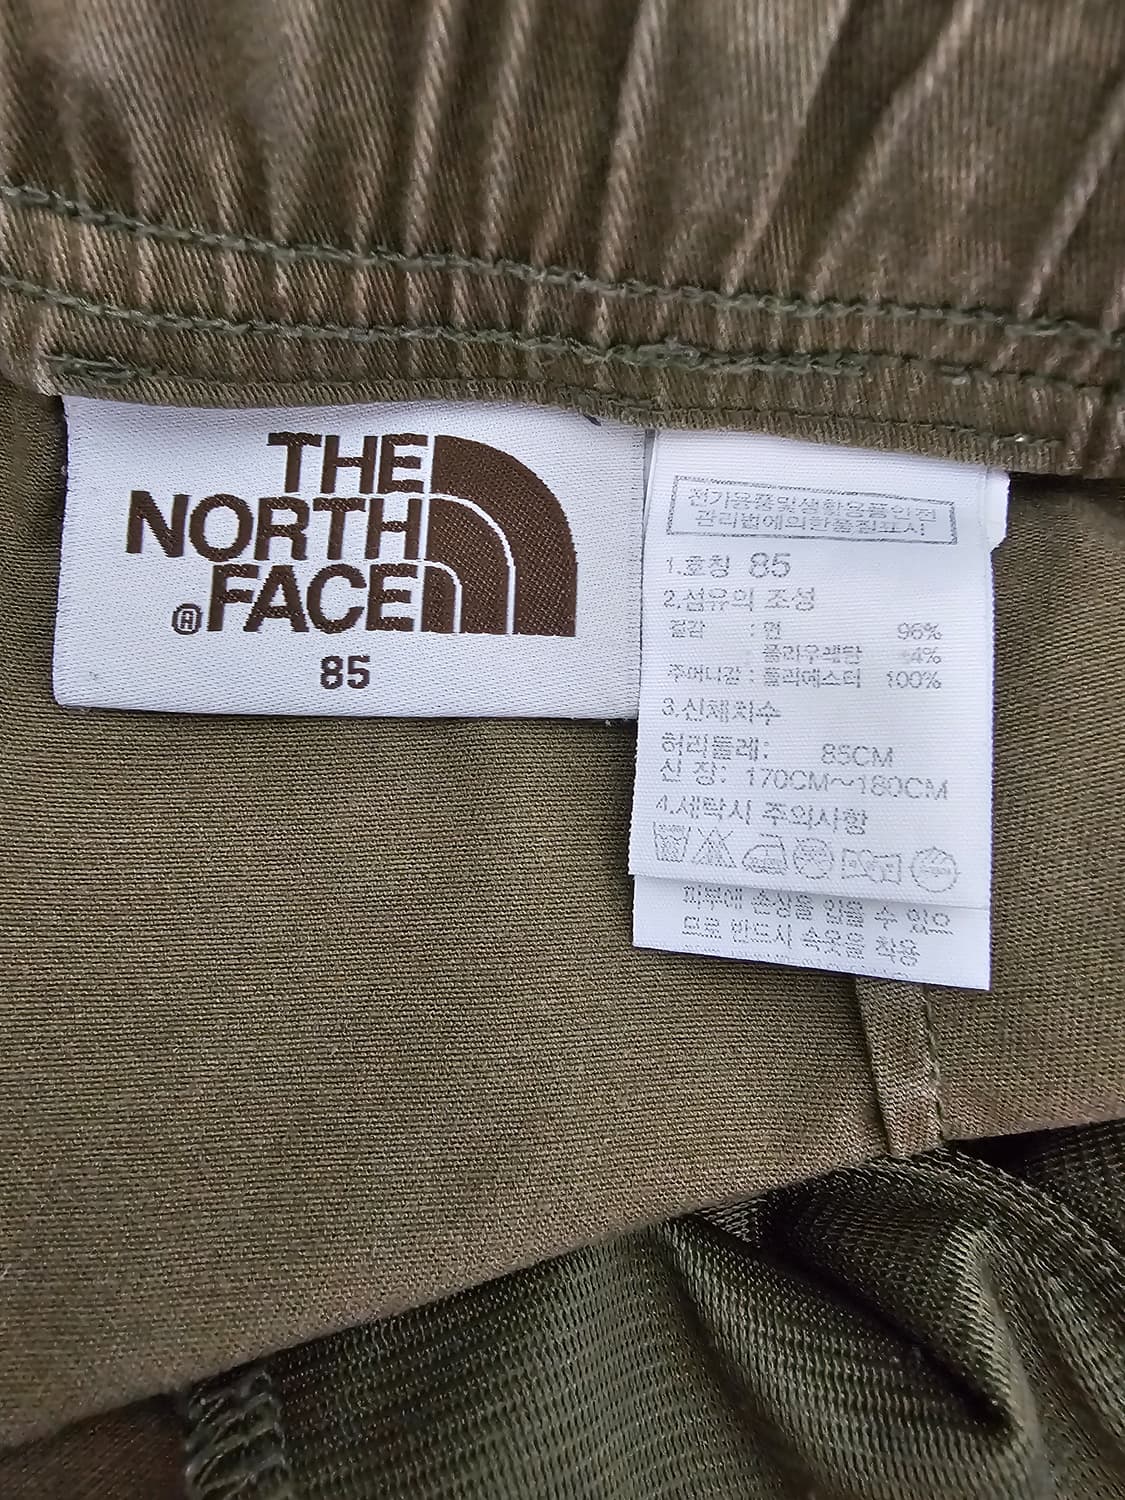 THE
NORTH
FACE
®
85
전기용품및생활용품안전
관리법에의한품질표시
1.호칭 85
2.섬유의 조성
겉감 : 면 96%
폴리우레탄 4%
주머니감 : 폴리에스터 100%
3.신체치수
허리둘레: 85CM
신 장: 170CM~180CM
4.세탁시 주의사항
피부에 손상을 입을 수 있으
므로 반드시 속옷을 착용